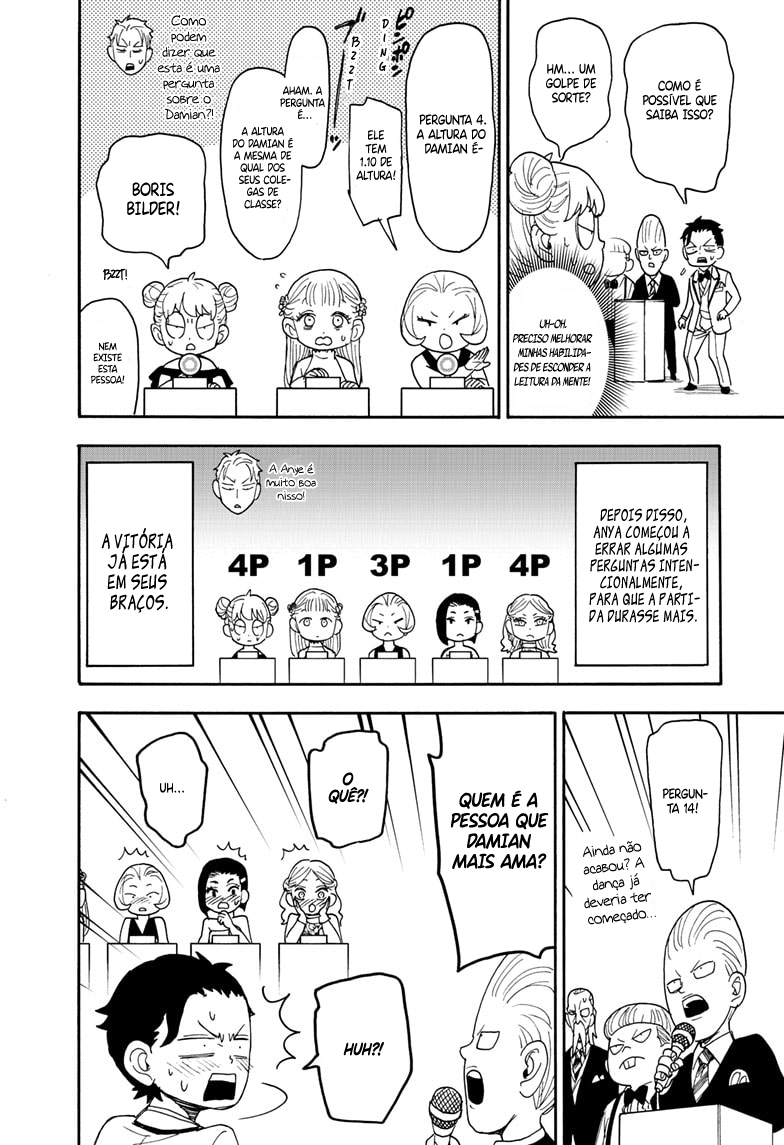 COMO É
POSSÍVEL QUE
SAIBA ISSO?
HM... UM
GOLPE DE
SORTE?
UH-OH.
PRECISO MELHORAR
MINHAS HABILIDA-
DES DE ESCONDER A
LEITURA DA MENTE!
PERGUNTA 4.
A ALTURA DO
DAMIAN É-
ピンポーン
DING
ELE
TEM 1.10
DE ALTURA!
BZZT
AHAM. A
PERGUNTA
É...
A ALTURA
DO DAMIAN É
A MESMA DE
QUAL DOS
SEUS COLE-
GAS DE
CLASSE?
Como
podem
dizer que
esta é uma
pergunta
sobre o
Damian?!
BORIS
BILDER!
BZZT!
NEM
EXISTE
ESTA
PESSOA!
DEPOIS DISSO,
ANYA COMEÇOU A
ERRAR ALGUMAS
PERGUNTAS INTEN-
CIONALMENTE,
PARA QUE A PARTI-
DA DURASSE MAIS.
A Anye é
muito boa
nisso!
4P 1P 3P 1P 4P
A VITÓRIA
JÁ ESTÁ
EM SEUS
BRAÇOS.
PERGUN-
TA 14!
Ainda não
acabou? A
dança já
deveria ter
começado...
QUEM É A
PESSOA QUE
DAMIAN
MAIS AMA?
O
QUÊ?!
UH...
HUH?!